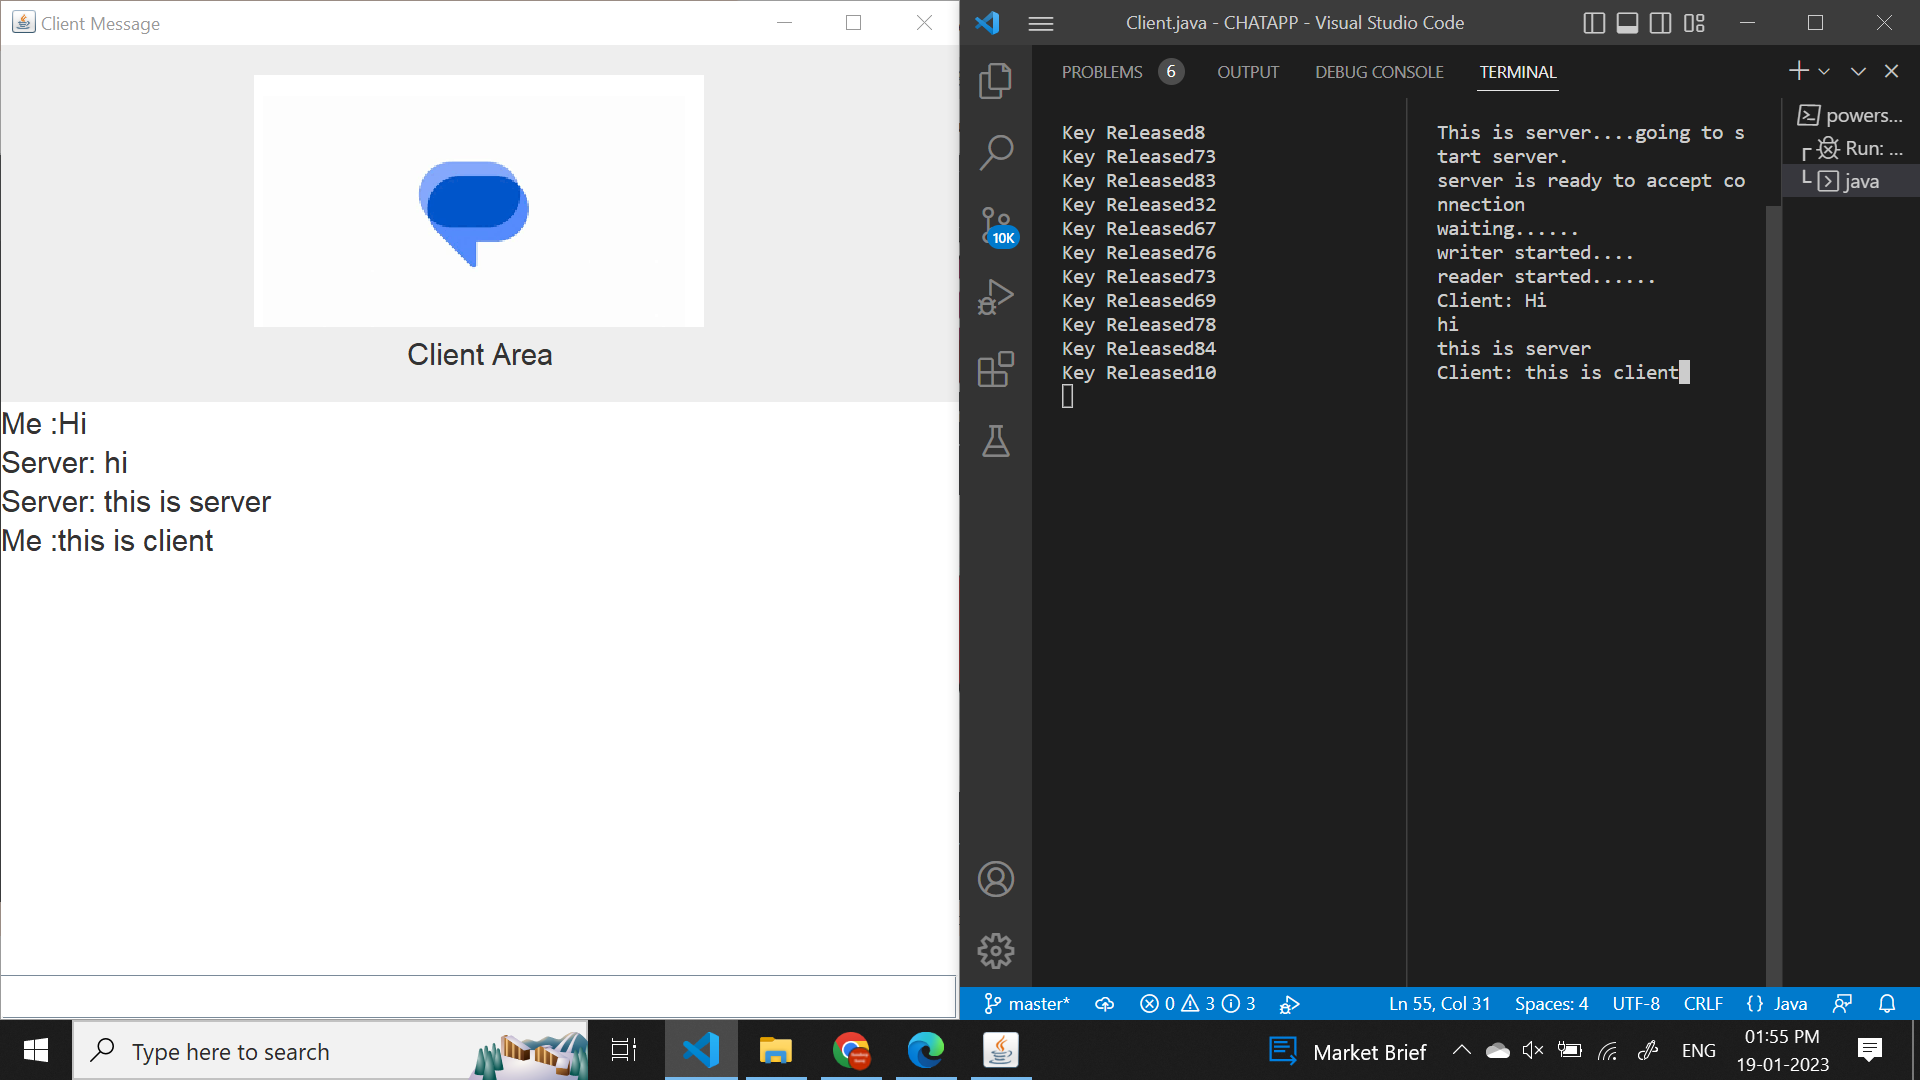 Client Message
Client Area
Me :Hi
Server: hi
Server: this is server
Me :this is client
Client.java - CHATAPP - Visual Studio Code
PROBLEMS 6 OUTPUT DEBUG CONSOLE TERMINAL
Key Released8
Key Released73
Key Released83
Key Released32
Key Released67
Key Released76
Key Released73
Key Released69
Key Released78
Key Released84
Key Released10
This is server....going to s
tart server.
server is ready to accept co
nnection
waiting......
writer started....
reader started......
Client: Hi
hi
this is server
Client: this is client
powers...
Run: ...
java
10K
master* 0 3 3 Ln 55, Col 31 Spaces: 4 UTF-8 CRLF {} Java
Type here to search
Market Brief
ENG
01:55 PM
19-01-2023